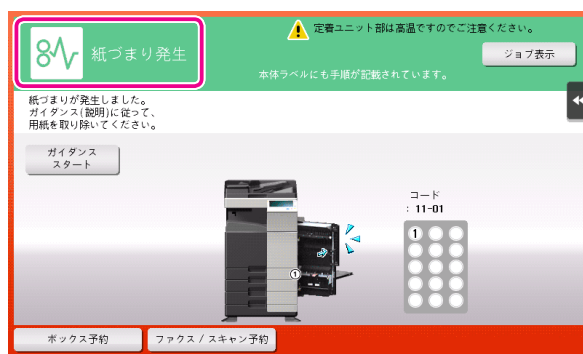 定着ユニット部は高温ですのでご注意ください。
紙づまり発生
ジョブ表示
本体ラベルにも手順が記載されています。
紙づまりが発生しました。
ガイダンス(説明)に従って、
用紙を取り除いてください。
ガイダンス
スタート
コード
: 11-01
1
1
ボックス予約
ファクス / スキャン予約